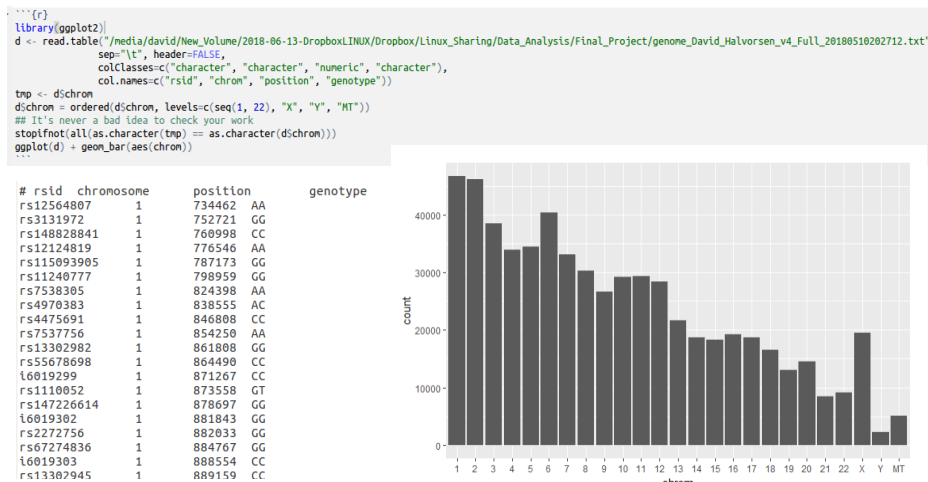 ```{r}
library(ggplot2)
d <- read.table("/media/david/New_Volume/2018-06-13-DropboxLINUX/Dropbox/Linux_Sharing/Data_Analysis/Final_Project/genome_David_Halvorsen_v4_Full_20180510202712.txt"
sep="\t", header=FALSE,
colClasses=c("character", "character", "numeric", "character"),
col.names=c("rsid", "chrom", "position", "genotype"))
tmp <- d$chrom
d$chrom = ordered(d$chrom, levels=c(seq(1, 22), "X", "Y", "MT"))
## It's never a bad idea to check your work
stopifnot(all(as.character(tmp) == as.character(d$chrom)))
ggplot(d) + geom_bar(aes(chrom))
```
# rsid chromosome position genotype
rs12564807 1 734462 AA
rs3131972 1 752721 GG
rs148828841 1 760998 CC
rs12124819 1 776546 AA
rs115093905 1 787173 GG
rs11240777 1 798959 GG
rs7538305 1 824398 AA
rs4970383 1 838555 AC
rs4475691 1 846808 CC
rs7537756 1 854250 AA
rs13302982 1 861808 GG
rs55678698 1 864490 CC
i6019299 1 871267 CC
rs1110052 1 873558 GT
rs147226614 1 878697 GG
i6019302 1 881843 GG
rs2272756 1 882033 GG
rs67274836 1 884767 GG
i6019303 1 888554 CC
rs13302945 1 889159 CC
40000
30000
20000
10000
0
count
1 2 3 4 5 6 7 8 9 10 11 12 13 14 15 16 17 18 19 20 21 22 X Y MT
chrom